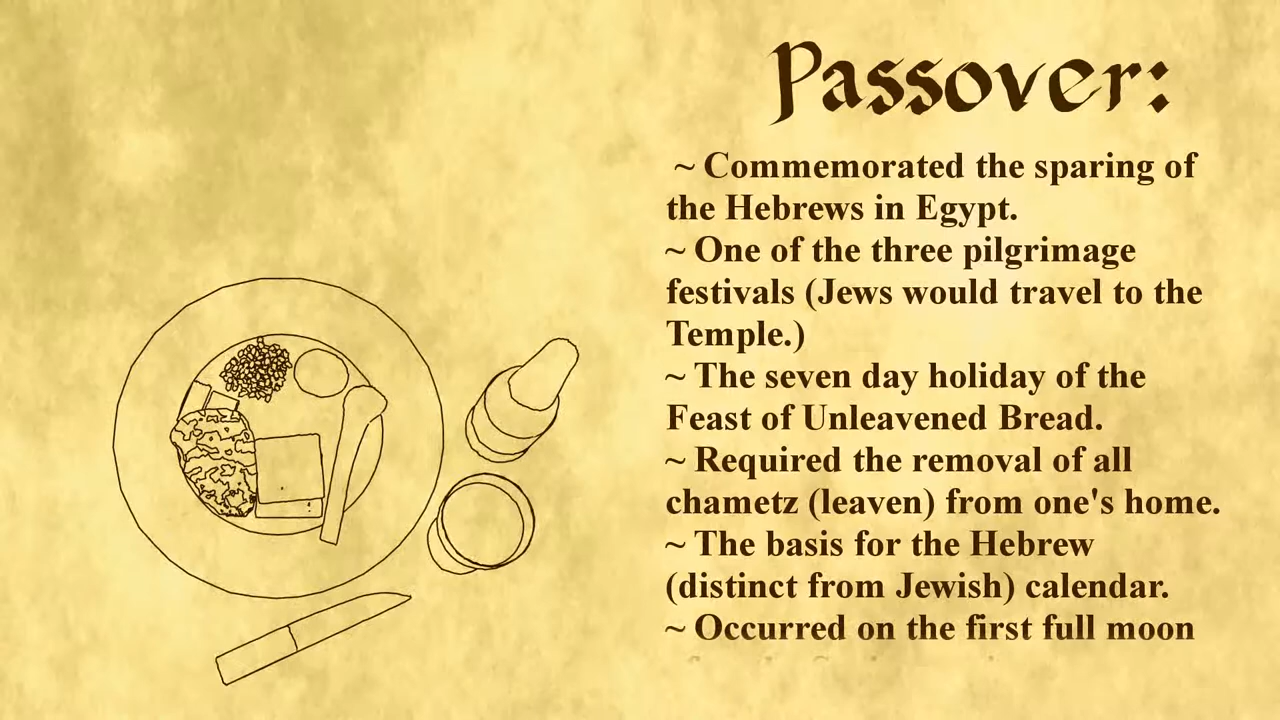 Passover:
~ Commemorated the sparing of
the Hebrews in Egypt.
~ One of the three pilgrimage
festivals (Jews would travel to the
Temple.)
~ The seven day holiday of the
Feast of Unleavened Bread.
~ Required the removal of all
chametz (leaven) from one's home.
~ The basis for the Hebrew
(distinct from Jewish) calendar.
~ Occurred on the first full moon